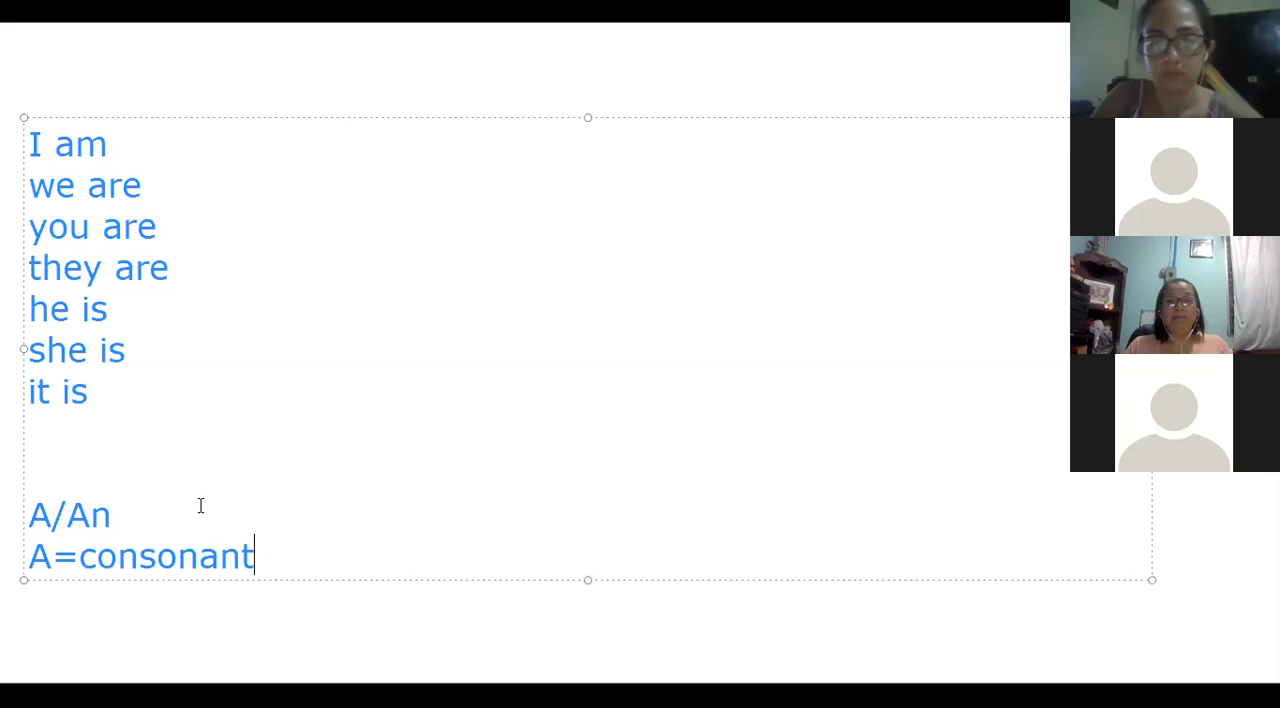 I am
we are
you are
they are
he is
she is
it is
A/An
A=consonant